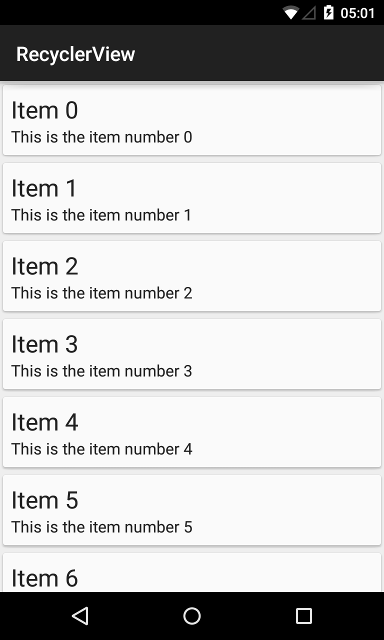 05:01
RecyclerView
Item 0
This is the item number 0
Item 1
This is the item number 1
Item 2
This is the item number 2
Item 3
This is the item number 3
Item 4
This is the item number 4
Item 5
This is the item number 5
Item 6